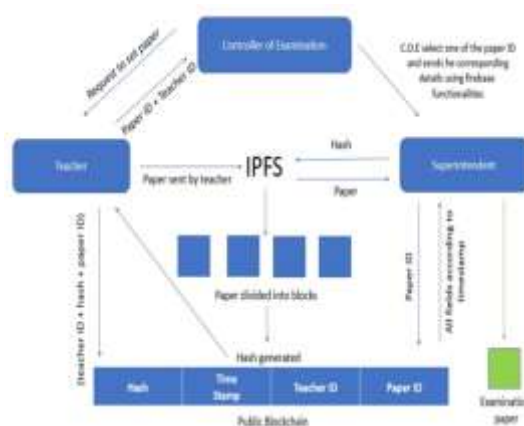 Controller of Examination
C.O.E select one of the paper ID
and sends he corresponding
details using firebase
functionalities
Request to set paper
Paper ID + Teacher ID
Teacher
Paper sent by teacher
IPFS
Hash
Paper
Superintendent
Paper divided into blocks
(teacher ID + hash + paper ID)
Paper ID
All fields according to
timestamp
Hash generated
Hash
Time
Stamp
Teacher ID
Paper ID
Examination
paper
Public Blockchain